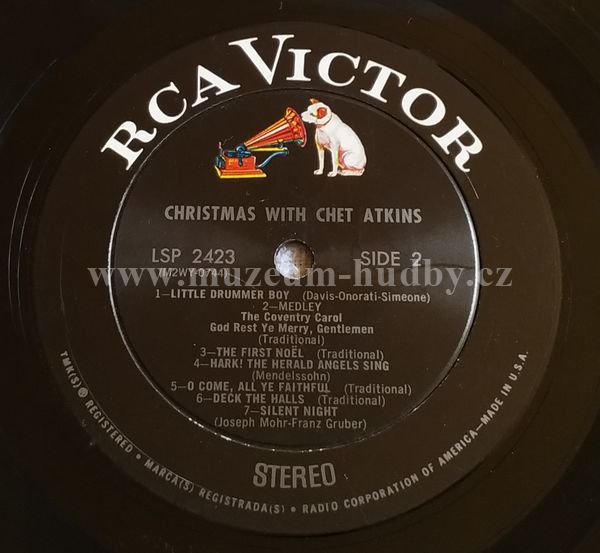 RCA VICTOR
CHRISTMAS WITH CHET ATKINS
LSP 2423 SIDE 2
(M2WY-0744)
www.muzeum-hudby.cz
1—LITTLE DRUMMER BOY (Davis-Onorati-Simeone)
2—MEDLEY
The Coventry Carol
God Rest Ye Merry, Gentlemen
(Traditional)
3—THE FIRST NOËL (Traditional)
4—HARK! THE HERALD ANGELS SING
(Mendelssohn)
5—O COME, ALL YE FAITHFUL (Traditional)
6—DECK THE HALLS (Traditional)
7—SILENT NIGHT
(Joseph Mohr-Franz Gruber)
STEREO
TMK(S) ® REGISTERED • MARCA(S) REGISTRADA(S) • RADIO CORPORATION OF AMERICA—MADE IN U.S.A.